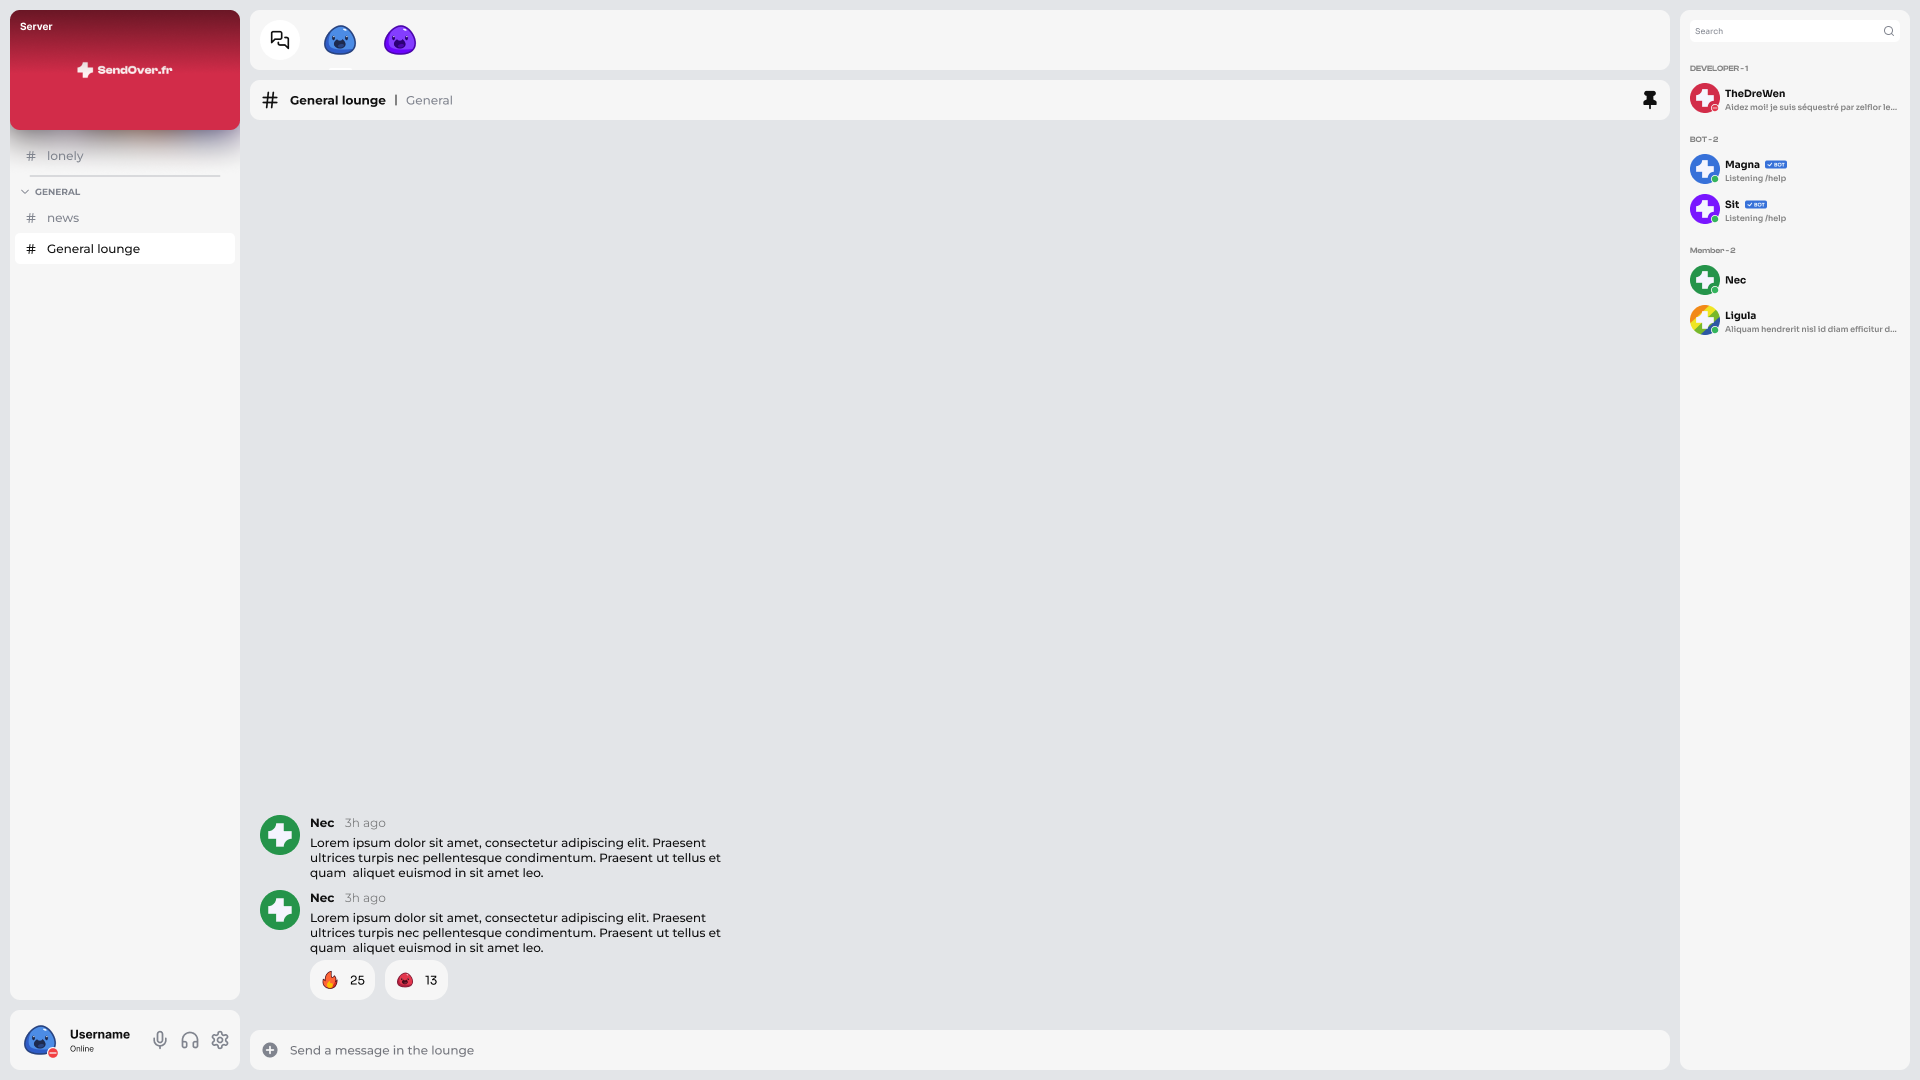 Server
SendOver.fr
# lonely
GENERAL
# news
# General lounge
Username
Online
# General lounge | General
Nec 3h ago
Lorem ipsum dolor sit amet, consectetur adipiscing elit. Praesent
ultrices turpis nec pellentesque condimentum. Praesent ut tellus et
quam  aliquet euismod in sit amet leo.
Nec 3h ago
Lorem ipsum dolor sit amet, consectetur adipiscing elit. Praesent
ultrices turpis nec pellentesque condimentum. Praesent ut tellus et
quam  aliquet euismod in sit amet leo.
25 13
Send a message in the lounge
Search
DEVELOPER-1
TheDreWen
Aidez moi! je suis séquestré par zelflor le...
BOT-2
Magna BOT
Listening /help
Sit BOT
Listening /help
Member-2
Nec
Ligula
Aliquam hendrerit nisl id diam efficitur d...